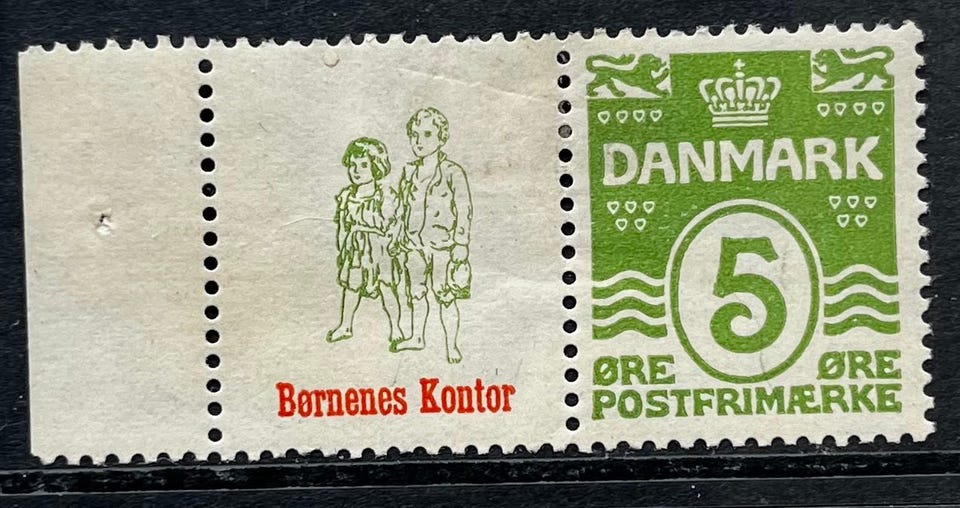 Børnenes Kontor
DANMARK
5
ØRE ØRE
POSTFRIMÆRKE